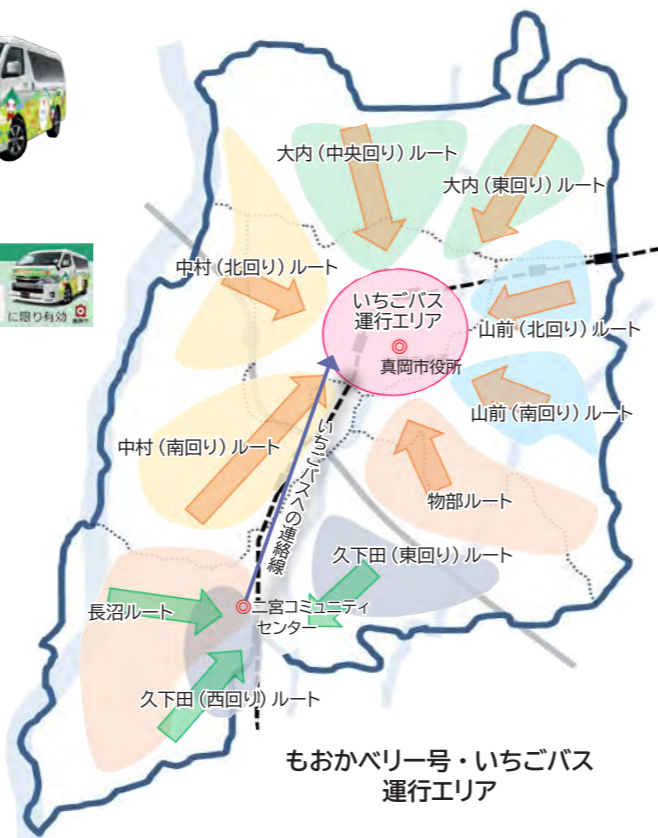 大内（中央回り）ルート
大内（東回り）ルート
中村（北回り）ルート
いちごバス
運行エリア
真岡市役所
山前（北回り）ルート
に限り有効
山前（南回り）ルート
中村（南回り）ルート
いちごバスへの連絡線
物部ルート
久下田（東回り）ルート
長沼ルート
二宮コミュニティ
センター
久下田（西回り）ルート
もおかベリー号・いちごバス
運行エリア